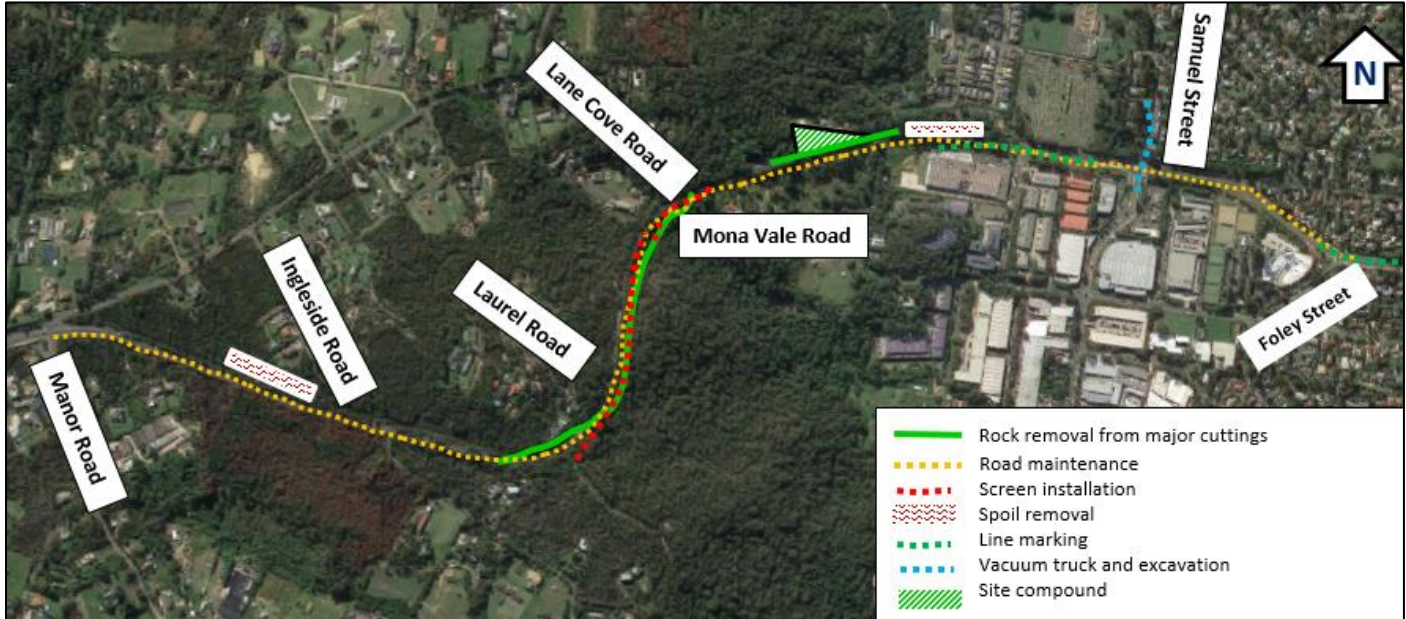 Samuel Street
N
Lane Cove Road
Mona Vale Road
Ingleside Road
Laurel Road
Manor Road
Foley Street
Rock removal from major cuttings
Road maintenance
Screen installation
Spoil removal
Line marking
Vacuum truck and excavation
Site compound